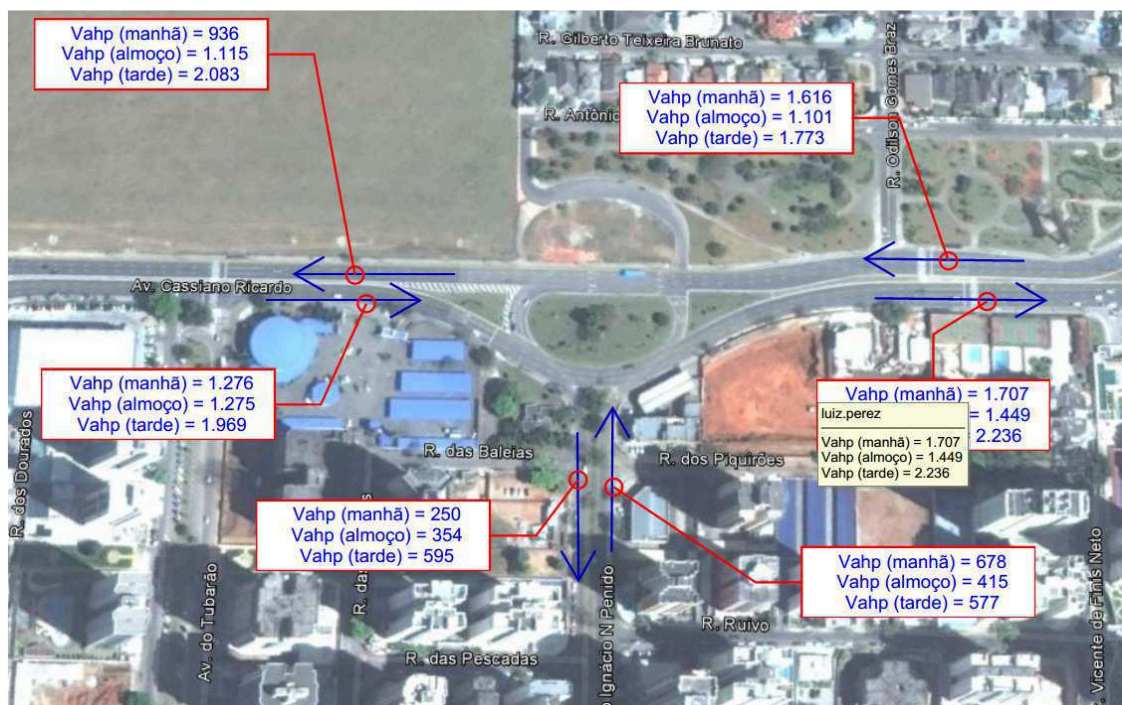 Vahp (manhã) = 936
Vahp (almoço) = 1.115
Vahp (tarde) = 2.083
R. Gilberto Teixeira Brunato
R. Antônic
Vahp (manhã) = 1.616
Vahp (almoço) = 1.101
Vahp (tarde) = 1.773
R. Odilson Gomes Braz
Av. Cassiano Ricardo
Vahp (manhã) = 1.276
Vahp (almoço) = 1.275
Vahp (tarde) = 1.969
Vahp (manhã) = 1.707
= 1.449
= 2.236
luiz.perez
Vahp (manhã) = 1.707
Vahp (almoço) = 1.449
Vahp (tarde) = 2.236
R. dos Dourados
R. das Baleias
R. dos Piquirões
Vahp (manhã) = 250
Vahp (almoço) = 354
Vahp (tarde) = 595
Vahp (manhã) = 678
Vahp (almoço) = 415
Vahp (tarde) = 577
Av. do Tubarão
R. das
o Ignácio N Penido
R. Ruivo
R. das Pescadas
. Vicente de Finis Neto